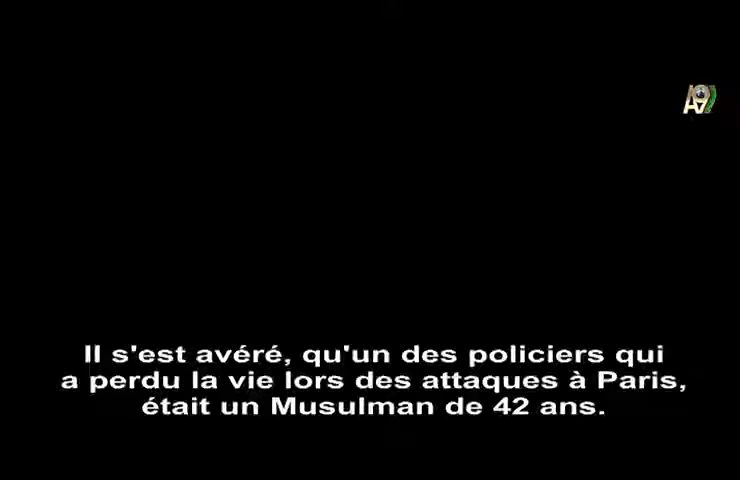 A7
Il s'est avéré, qu'un des policiers qui
a perdu la vie lors des attaques à Paris,
était un Musulman de 42 ans.